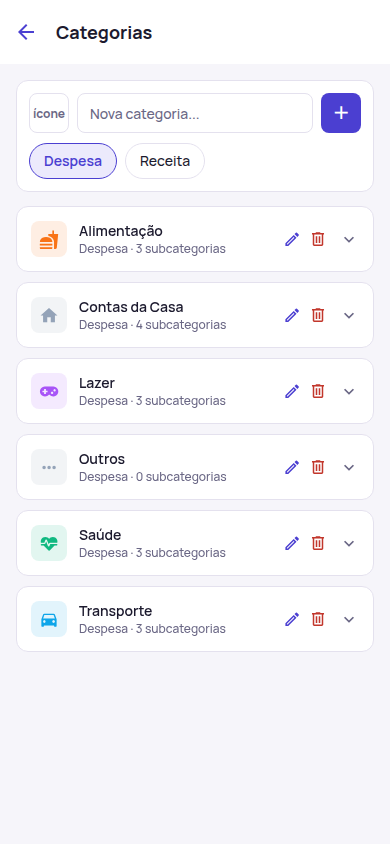 Categorias
ícone
Nova categoria...
Despesa
Receita
Alimentação
Despesa · 3 subcategorias
Contas da Casa
Despesa · 4 subcategorias
Lazer
Despesa · 3 subcategorias
Outros
Despesa · 0 subcategorias
Saúde
Despesa · 3 subcategorias
Transporte
Despesa · 3 subcategorias